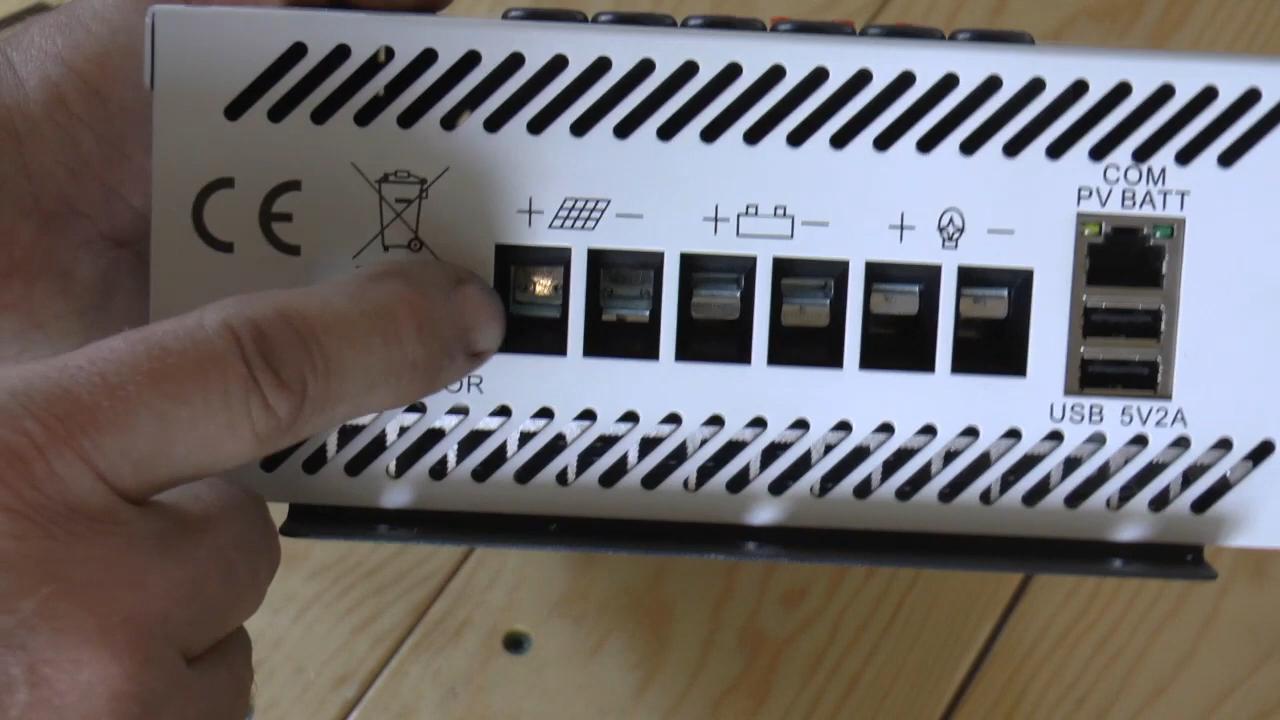 COM
PV BATT
CE
+ −
+ −
+ −
OR
USB 5V2A